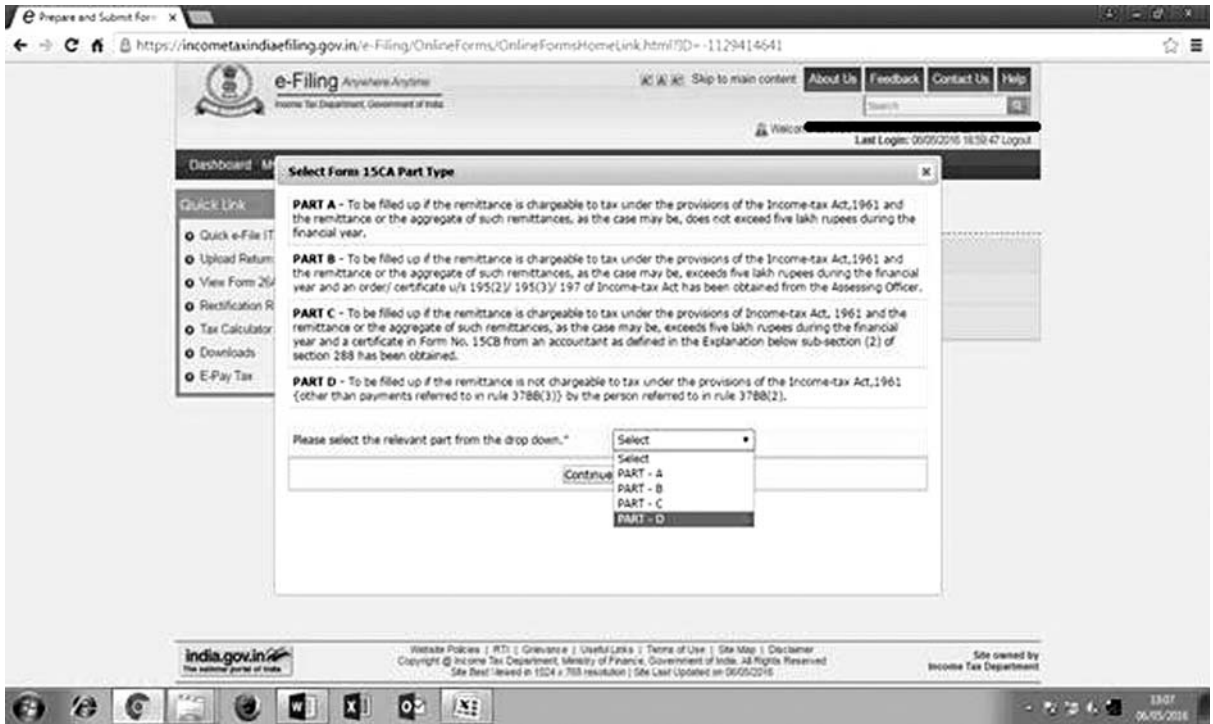 Prepare and Submit For
https://incometaxindiaefiling.gov.in/e-Filing/OnlineForms/OnlineFormsHomeLink.html?ID=-1129414641
e-Filing Anywhere Anytime
Income Tax Department, Government of India
Skip to main content About Us Feedback Contact Us Help
Search
Welcom
Last Login: 06/05/2016 Logout
Dashboard M
Select Form 15CA Part Type
Quick Link
Quick e-File IT
Upload Return
View Form 26A
Rectification R
Tax Calculator
Downloads
E-Pay Tax
PART A - To be filled up if the remittance is chargeable to tax under the provisions of the Income-tax Act,1961 and
the remittance or the aggregate of such remittances, as the case may be, does not exceed five lakh rupees during the
financial year.
PART B - To be filled up if the remittance is chargeable to tax under the provisions of the Income-tax Act,1961 and
the remittance or the aggregate of such remittances, as the case may be, exceeds five lakh rupees during the financial
year and an order/ certificate u/s 195(2)/ 195(3)/ 197 of Income-tax Act has been obtained from the Assessing Officer.
PART C - To be filled up if the remittance is chargeable to tax under the provisions of Income-tax Act, 1961 and the
remittance or the aggregate of such remittances, as the case may be, exceeds five lakh rupees during the financial
year and a certificate in Form No. 15CB from an accountant as defined in the Explanation below sub-section (2) of
section 288 has been obtained.
PART D - To be filled up if the remittance is not chargeable to tax under the provisions of the Income-tax Act,1961
{other than payments referred to in rule 37BB(3)} by the person referred to in rule 37BB(2).
Please select the relevant part from the drop down.*
Select
Select
PART - A
PART - B
PART - C
PART - D
Continue
india.gov.in
The national portal of India
Website Policies | RTI | Grievance | Useful Links | Terms of Use | Site Map | Disclaimer
Copyright @ Income Tax Department, Ministry of Finance, Government of India. All Rights Reserved
Site Best Viewed in 1024 x 768 resolution | Site Last Updated on 06/05/2016
Site owned by
Income Tax Department
13:07
06/05/2016